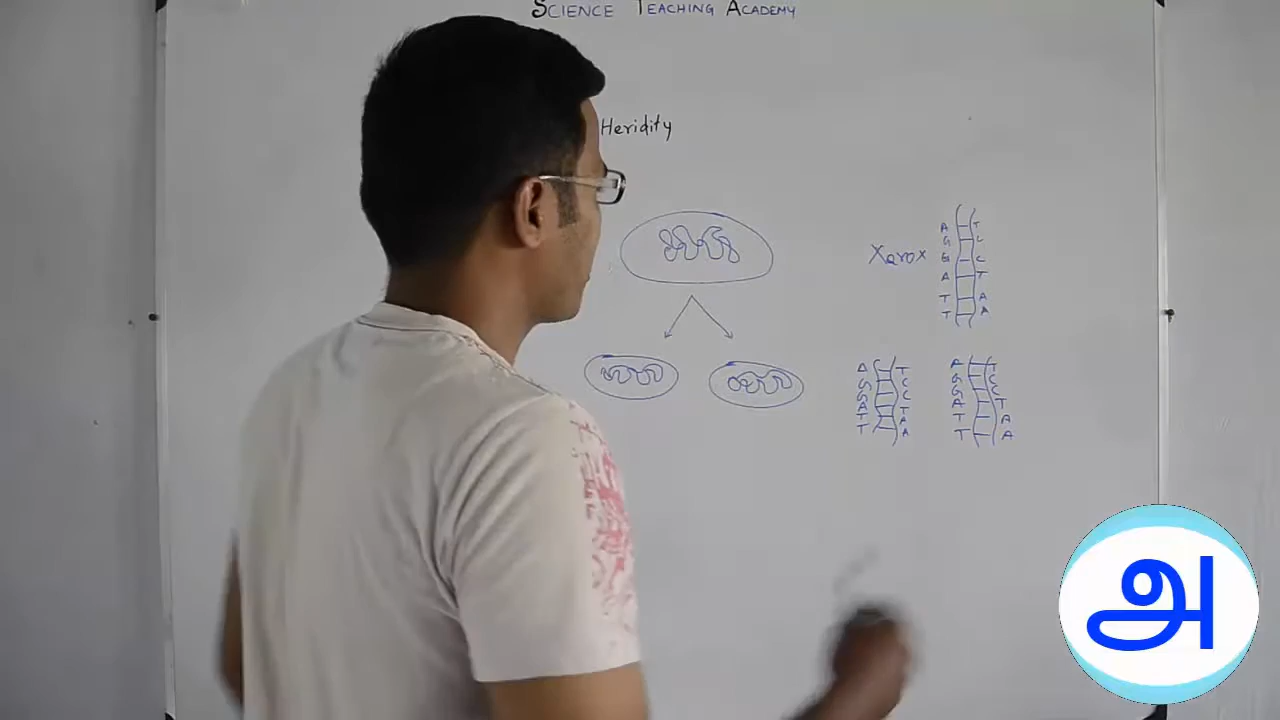 SCIENCE TEACHING ACADEMY
Heridity
Xerox
A T
G C
G C
A T
T A
T A
A T A T
G C G C
G C G C
A T A T
T A T A
T A T A
அ